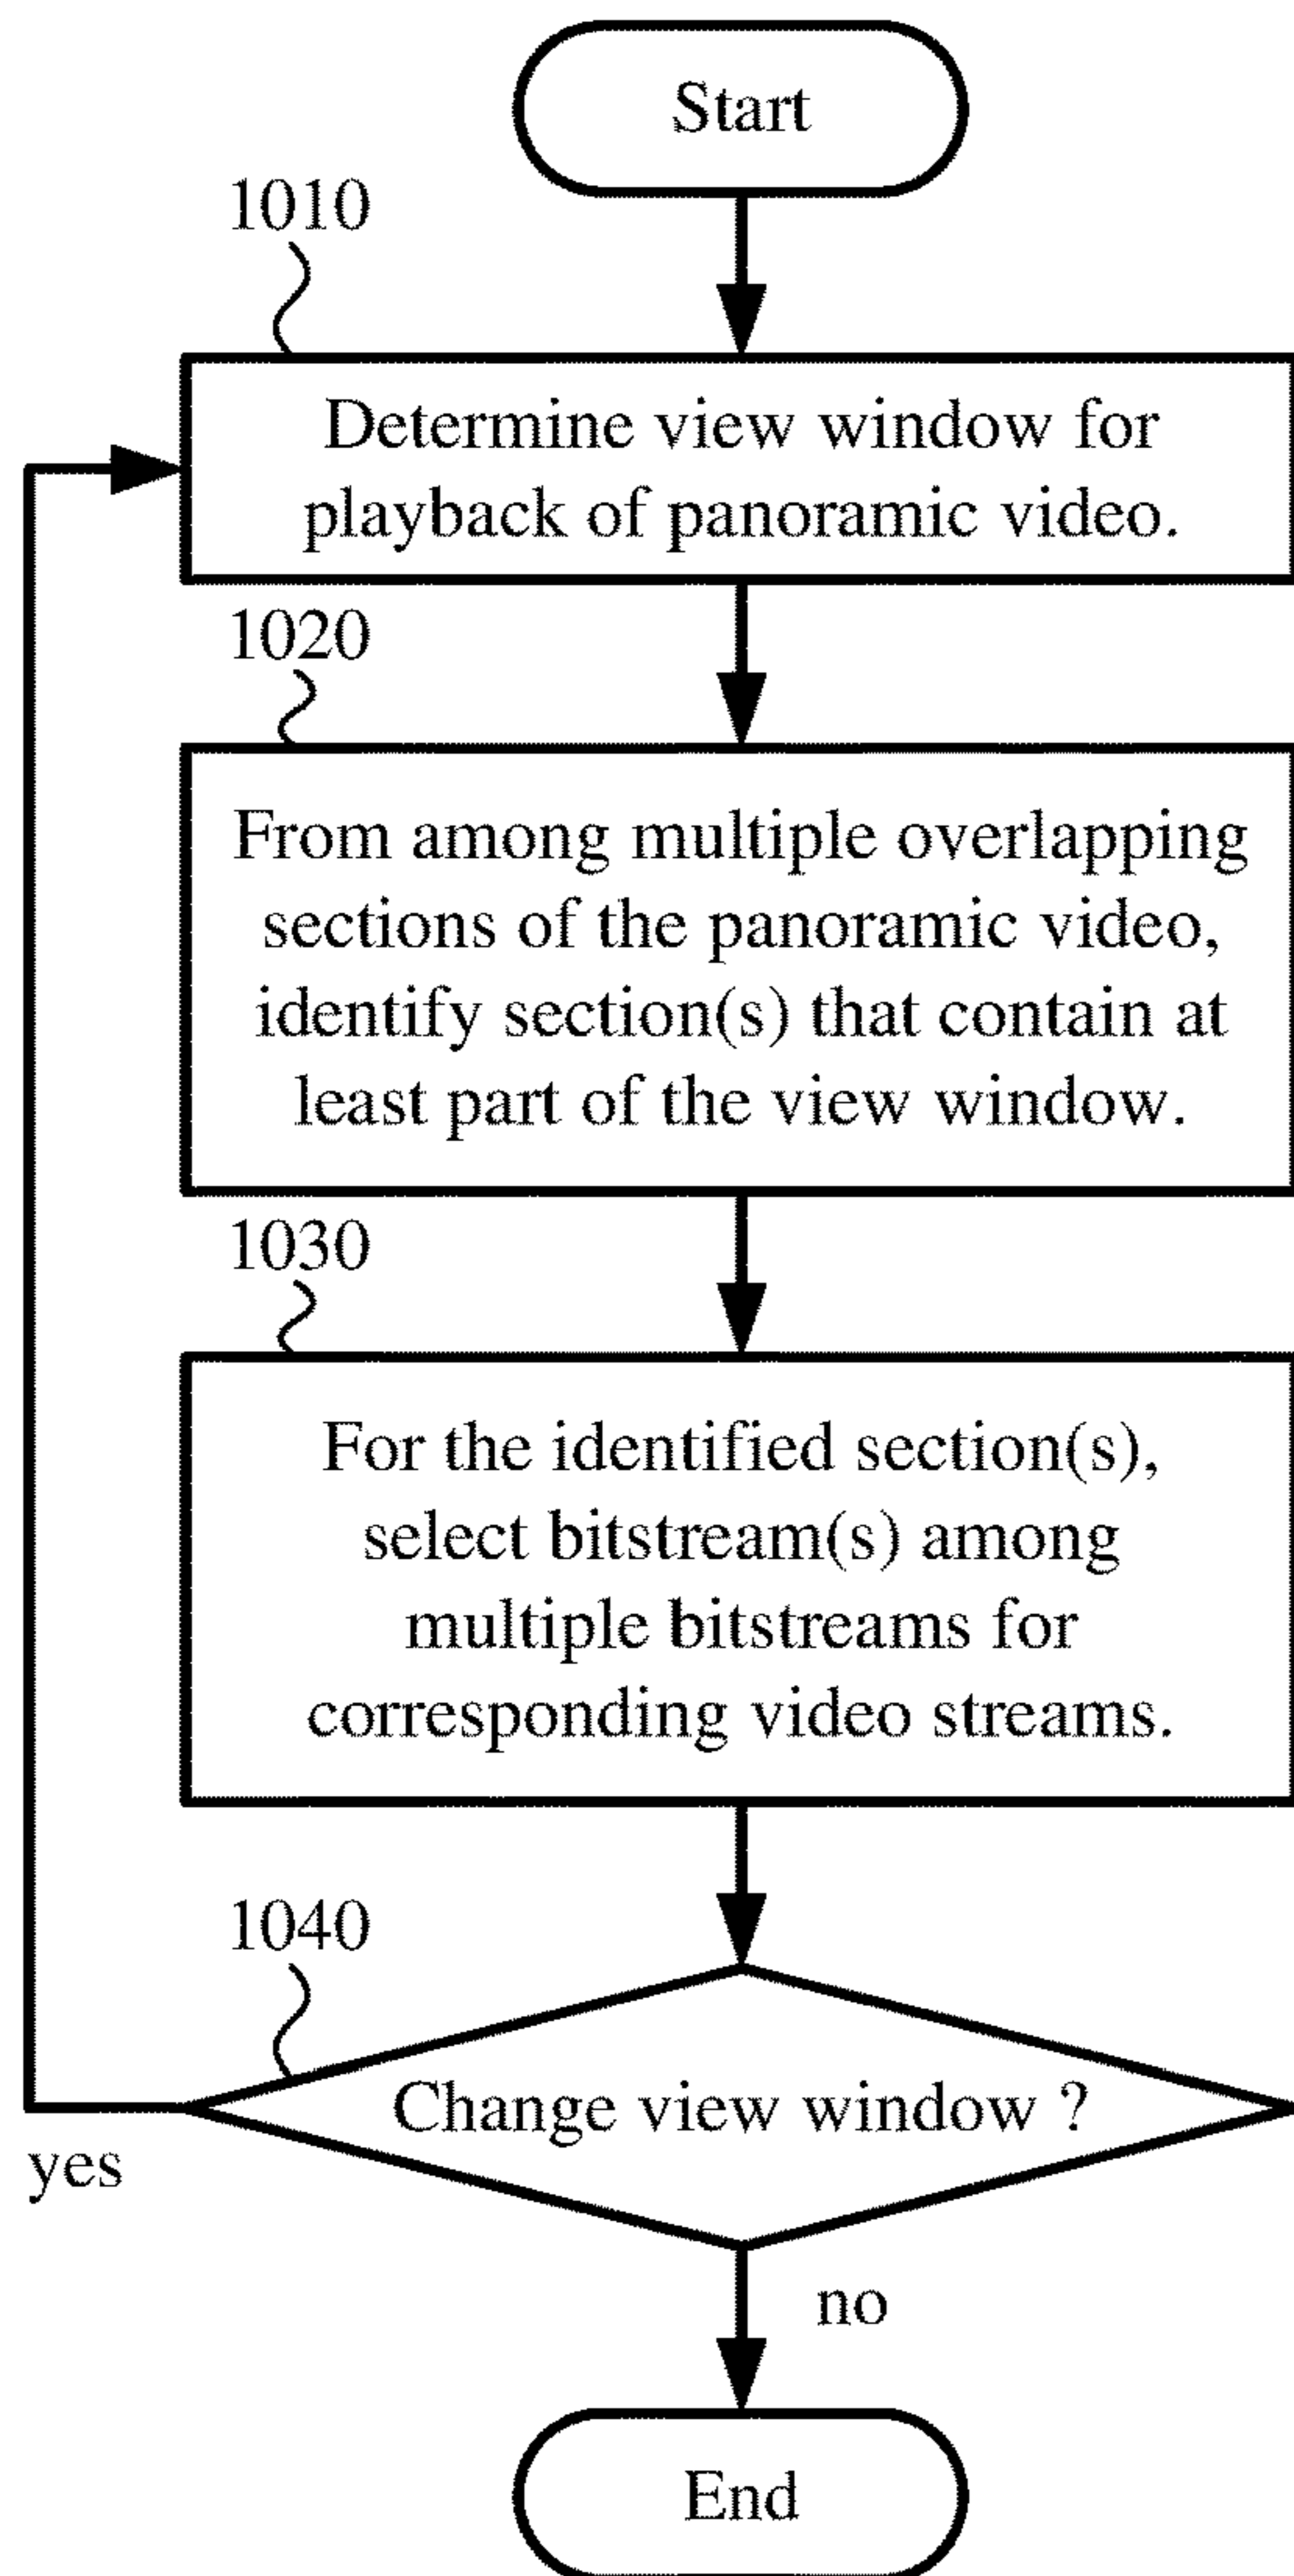 Start
1010
Determine view window for
playback of panoramic video.
1020
From among multiple overlapping
sections of the panoramic video,
identify section(s) that contain at
least part of the view window.
1030
For the identified section(s),
select bitstream(s) among
multiple bitstreams for
corresponding video streams.
1040
Change view window ?
yes
no
End